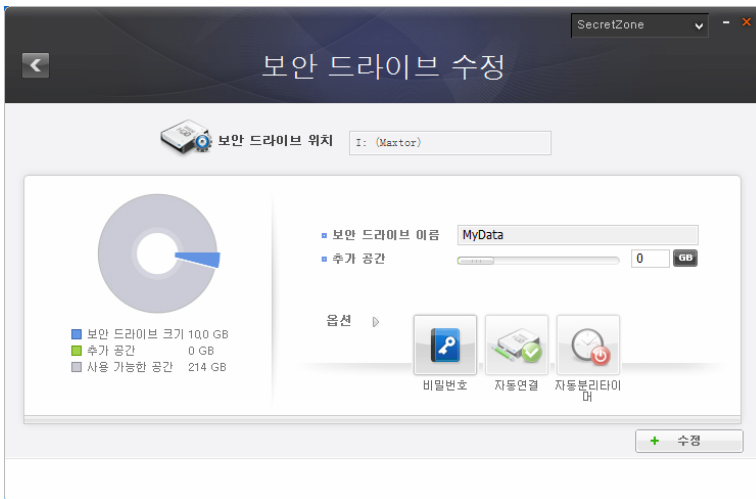 SecretZone
보안 드라이브 수정
보안 드라이브 위치 I: (Maxtor)
보안 드라이브 이름 MyData
추가 공간 0 GB
옵션
보안 드라이브 크기 10,0 GB
추가 공간 0 GB
사용 가능한 공간 214 GB
비밀번호 자동연결 자동분리타이
머
+ 수정